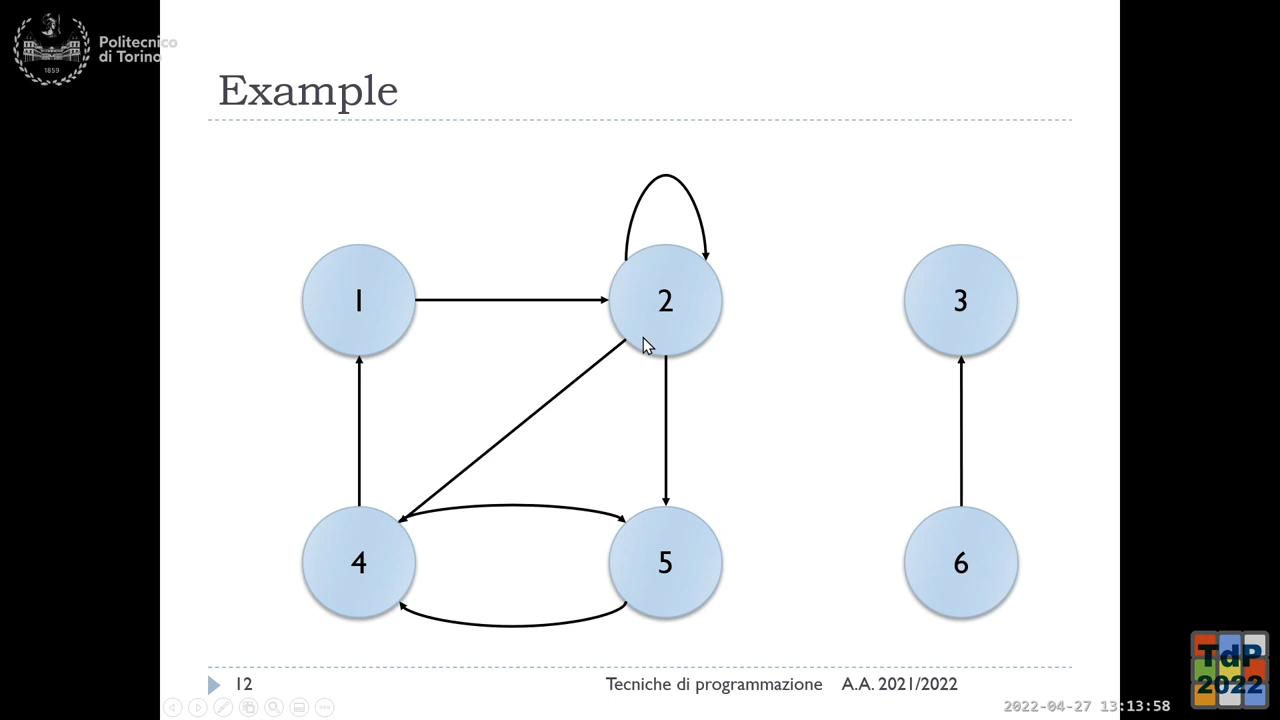 Politecnico
di Torino
1859
Example
1
2
3
4
5
6
12
Tecniche di programmazione
A.A. 2021/2022
2022-04-27 13:13:58
TdP
2022